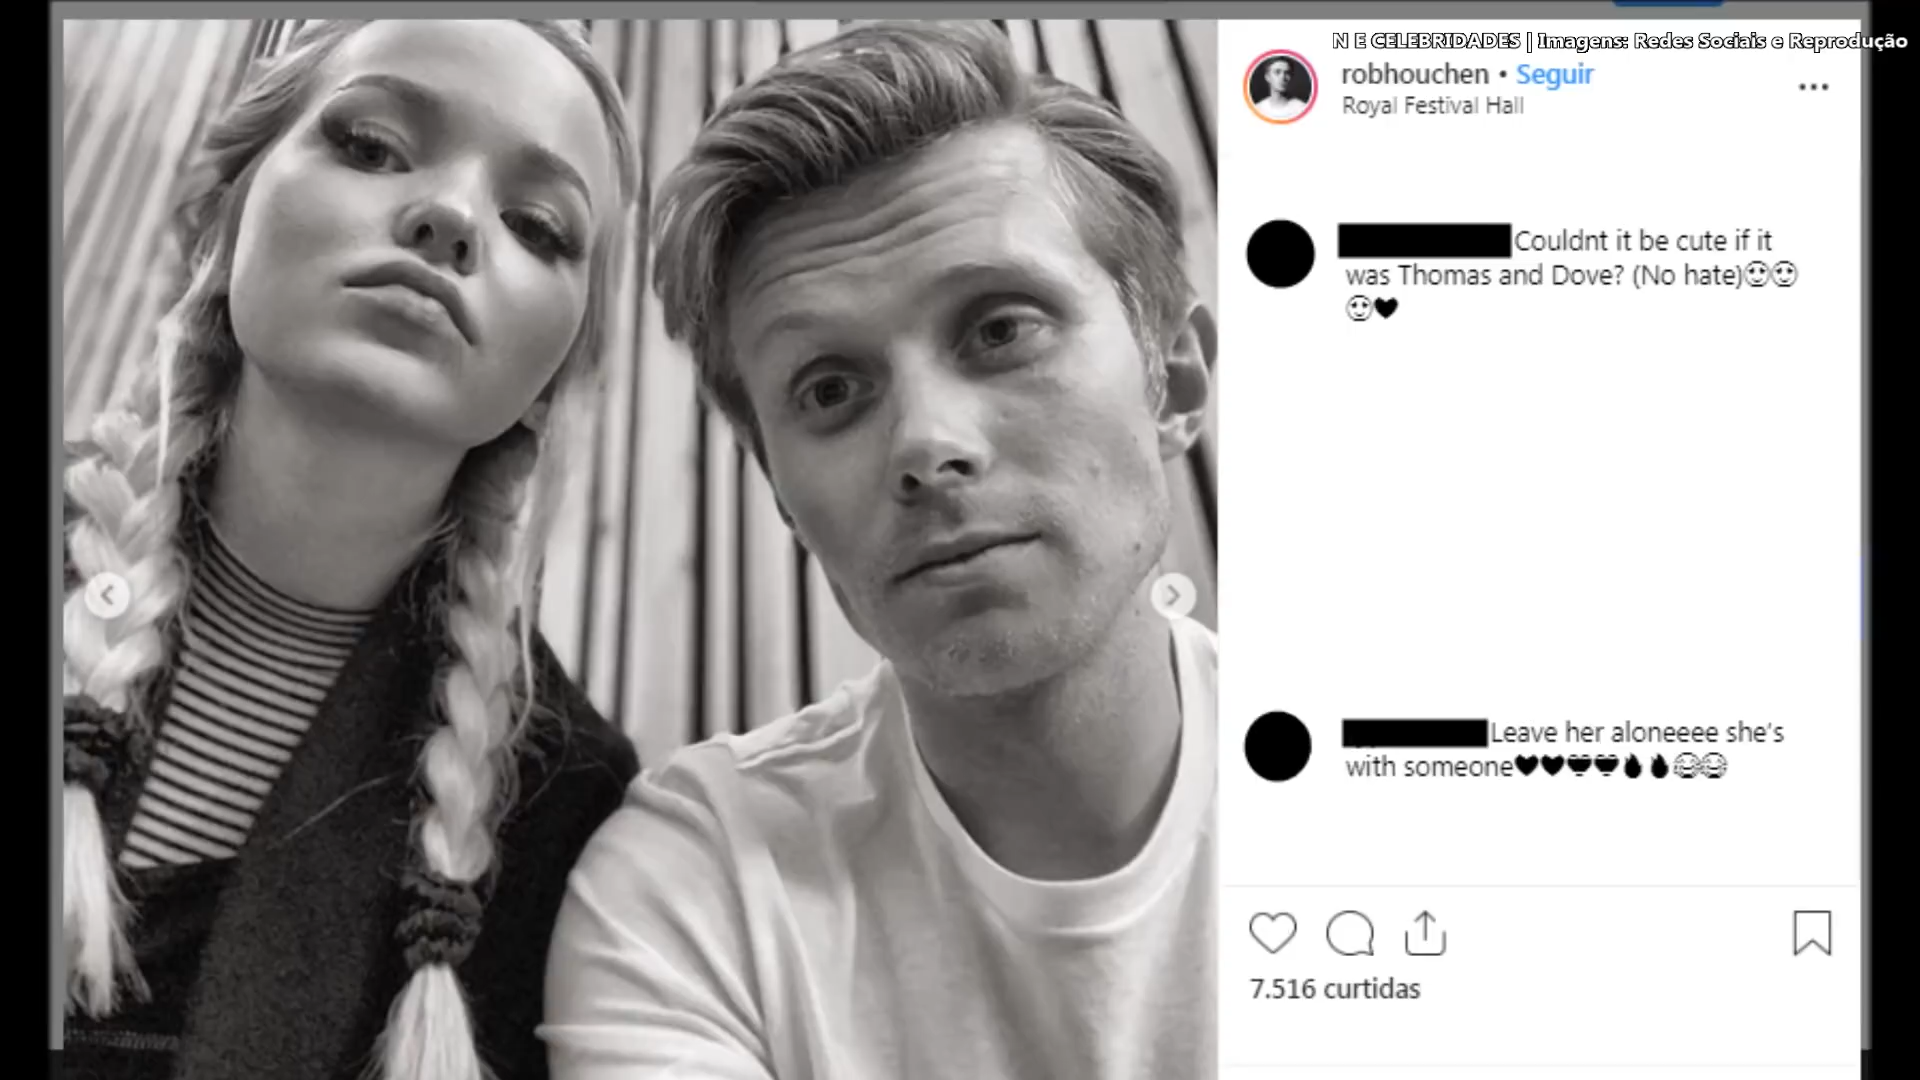 N E CELEBRIDADES | Imagens: Redes Sociais e Reprodução
robhouchen • Seguir
Royal Festival Hall
Couldnt it be cute if it
was Thomas and Dove? (No hate)
Leave her aloneeee she's
with someone
7.516 curtidas